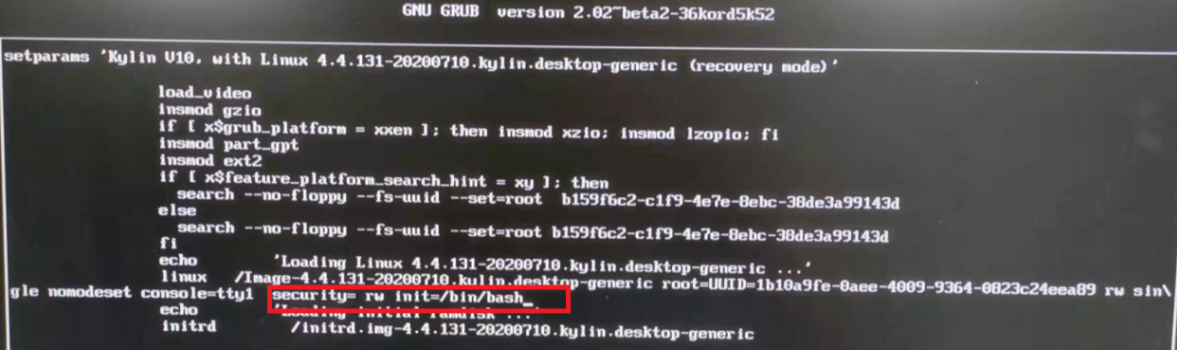 GNU GRUB version 2.02~beta2-36kord5k52
setparams 'Kylin V10, with Linux 4.4.131-20200710.kylin.desktop-generic (recovery mode)'
load_video
insmod gzio
if [ x$grub_platform = xxen ]; then insmod xzio; insmod lzopio; fi
insmod part_gpt
insmod ext2
if [ x$feature_platform_search_hint = xy ]; then
search --no-floppy --fs-uuid --set=root b159f6c2-c1f9-4e7e-8ebc-38de3a99143d
else
search --no-floppy --fs-uuid --set=root b159f6c2-c1f9-4e7e-8ebc-38de3a99143d
fi
echo 'Loading Linux 4.4.131-20200710.kylin.desktop-generic ...'
linux /Image-4.4.131-20200710.kylin.desktop-generic root=UUID=1b10a9fe-0aee-4009-9364-0823c24eea89 rw sin\
gle nomodeset console=tty1 security= rw init=/bin/bash_
echo 'Loading initial ramdisk ...'
initrd /initrd.img-4.4.131-20200710.kylin.desktop-generic